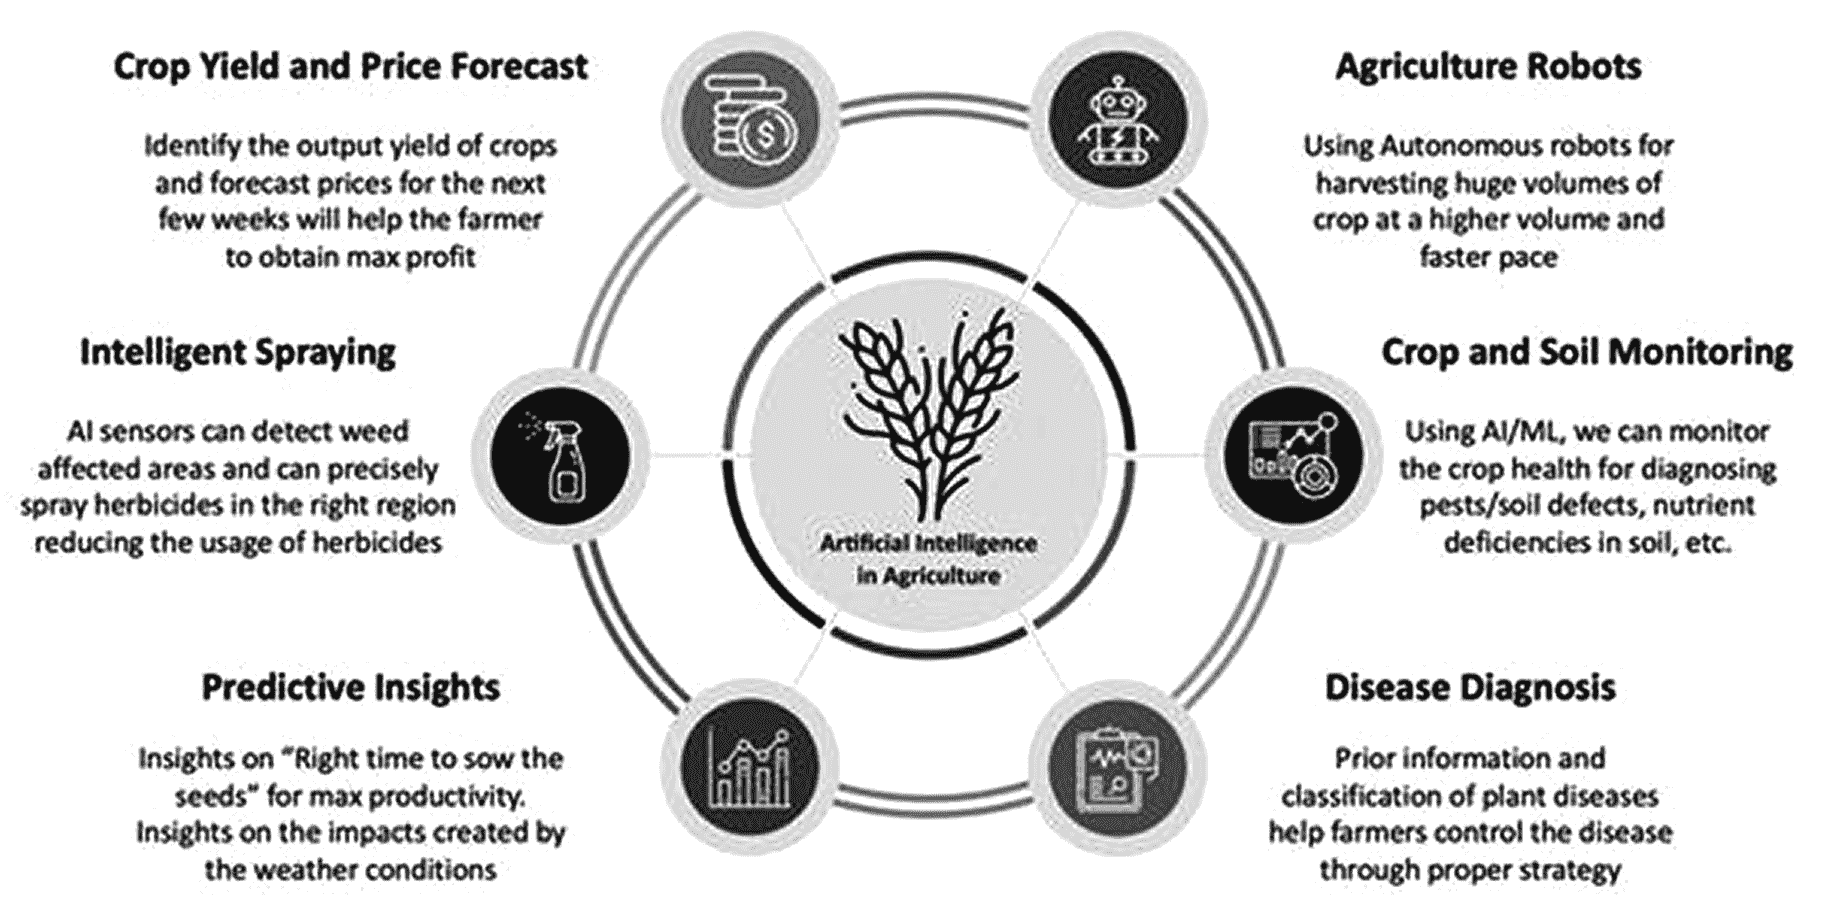 Crop Yield and Price Forecast
Identify the output yield of crops
and forecast prices for the next
few weeks will help the farmer
to obtain max profit
Agriculture Robots
Using Autonomous robots for
harvesting huge volumes of
crop at a higher volume and
faster pace
Intelligent Spraying
AI sensors can detect weed
affected areas and can precisely
spray herbicides in the right region
reducing the usage of herbicides
Crop and Soil Monitoring
Using AI/ML, we can monitor
the crop health for diagnosing
pests/soil defects, nutrient
deficiencies in soil, etc.
Artificial Intelligence
in Agriculture
Predictive Insights
Insights on “Right time to sow the
seeds” for max productivity.
Insights on the impacts created by
the weather conditions
Disease Diagnosis
Prior information and
classification of plant diseases
help farmers control the disease
through proper strategy
$